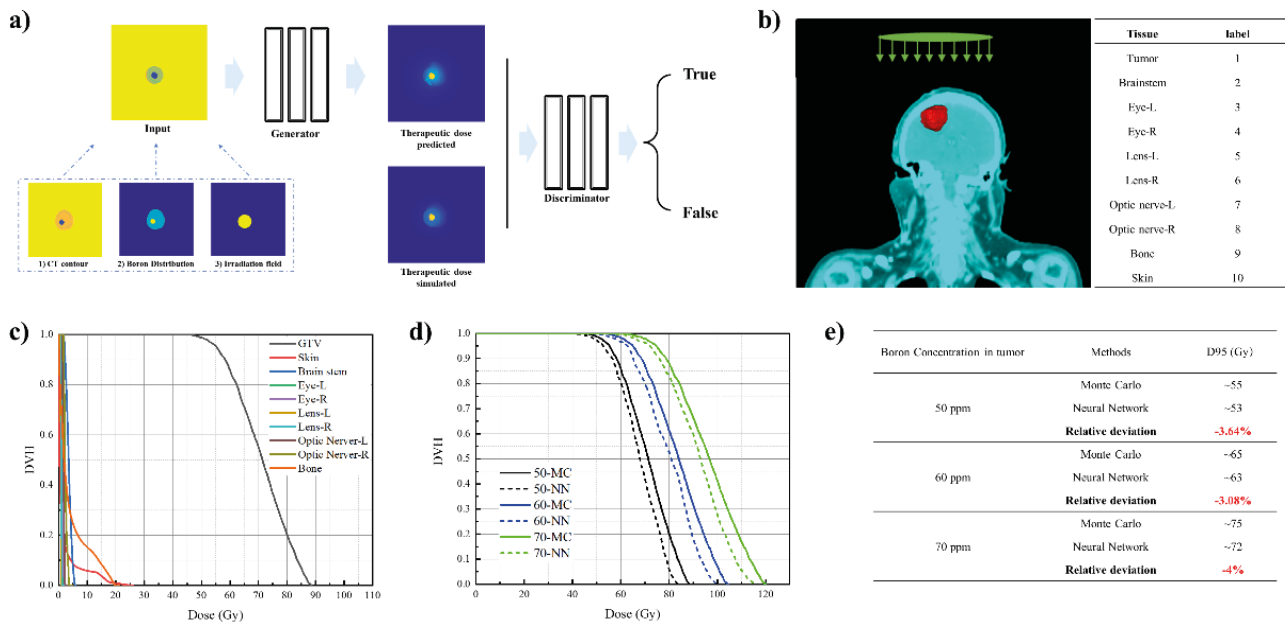 a)
Input
Generator
Therapeutic dose
predicted
Therapeutic dose
simulated
1) CT contour
2) Boron Distribution
3) Irradiation field
Discriminator
True
False
b)
Tissue label
Tumor 1
Brainstem 2
Eye-L 3
Eye-R 4
Lens-L 5
Lens-R 6
Optic nerve-L 7
Optic nerve-R 8
Bone 9
Skin 10
c)
DVH
1.0
0.8
0.6
0.4
0.2
0.0
0 10 20 30 40 50 60 70 80 90 100 110
Dose (Gy)
GTV
Skin
Brain stem
Eye-L
Eye-R
Lens-L
Lens-R
Optic Nerver-L
Optic Nerver-R
Bone
d)
DVH
1.0
0.9
0.8
0.7
0.6
0.5
0.4
0.3
0.2
0.1
0.0
0 20 40 60 80 100 120
Dose (Gy)
50-MC
50-NN
60-MC
60-NN
70-MC
70-NN
e)
Boron Concentration in tumor Methods D95 (Gy)
50 ppm
Monte Carlo ~55
Neural Network ~53
Relative deviation -3.64%
60 ppm
Monte Carlo ~65
Neural Network ~63
Relative deviation -3.08%
70 ppm
Monte Carlo ~75
Neural Network ~72
Relative deviation -4%